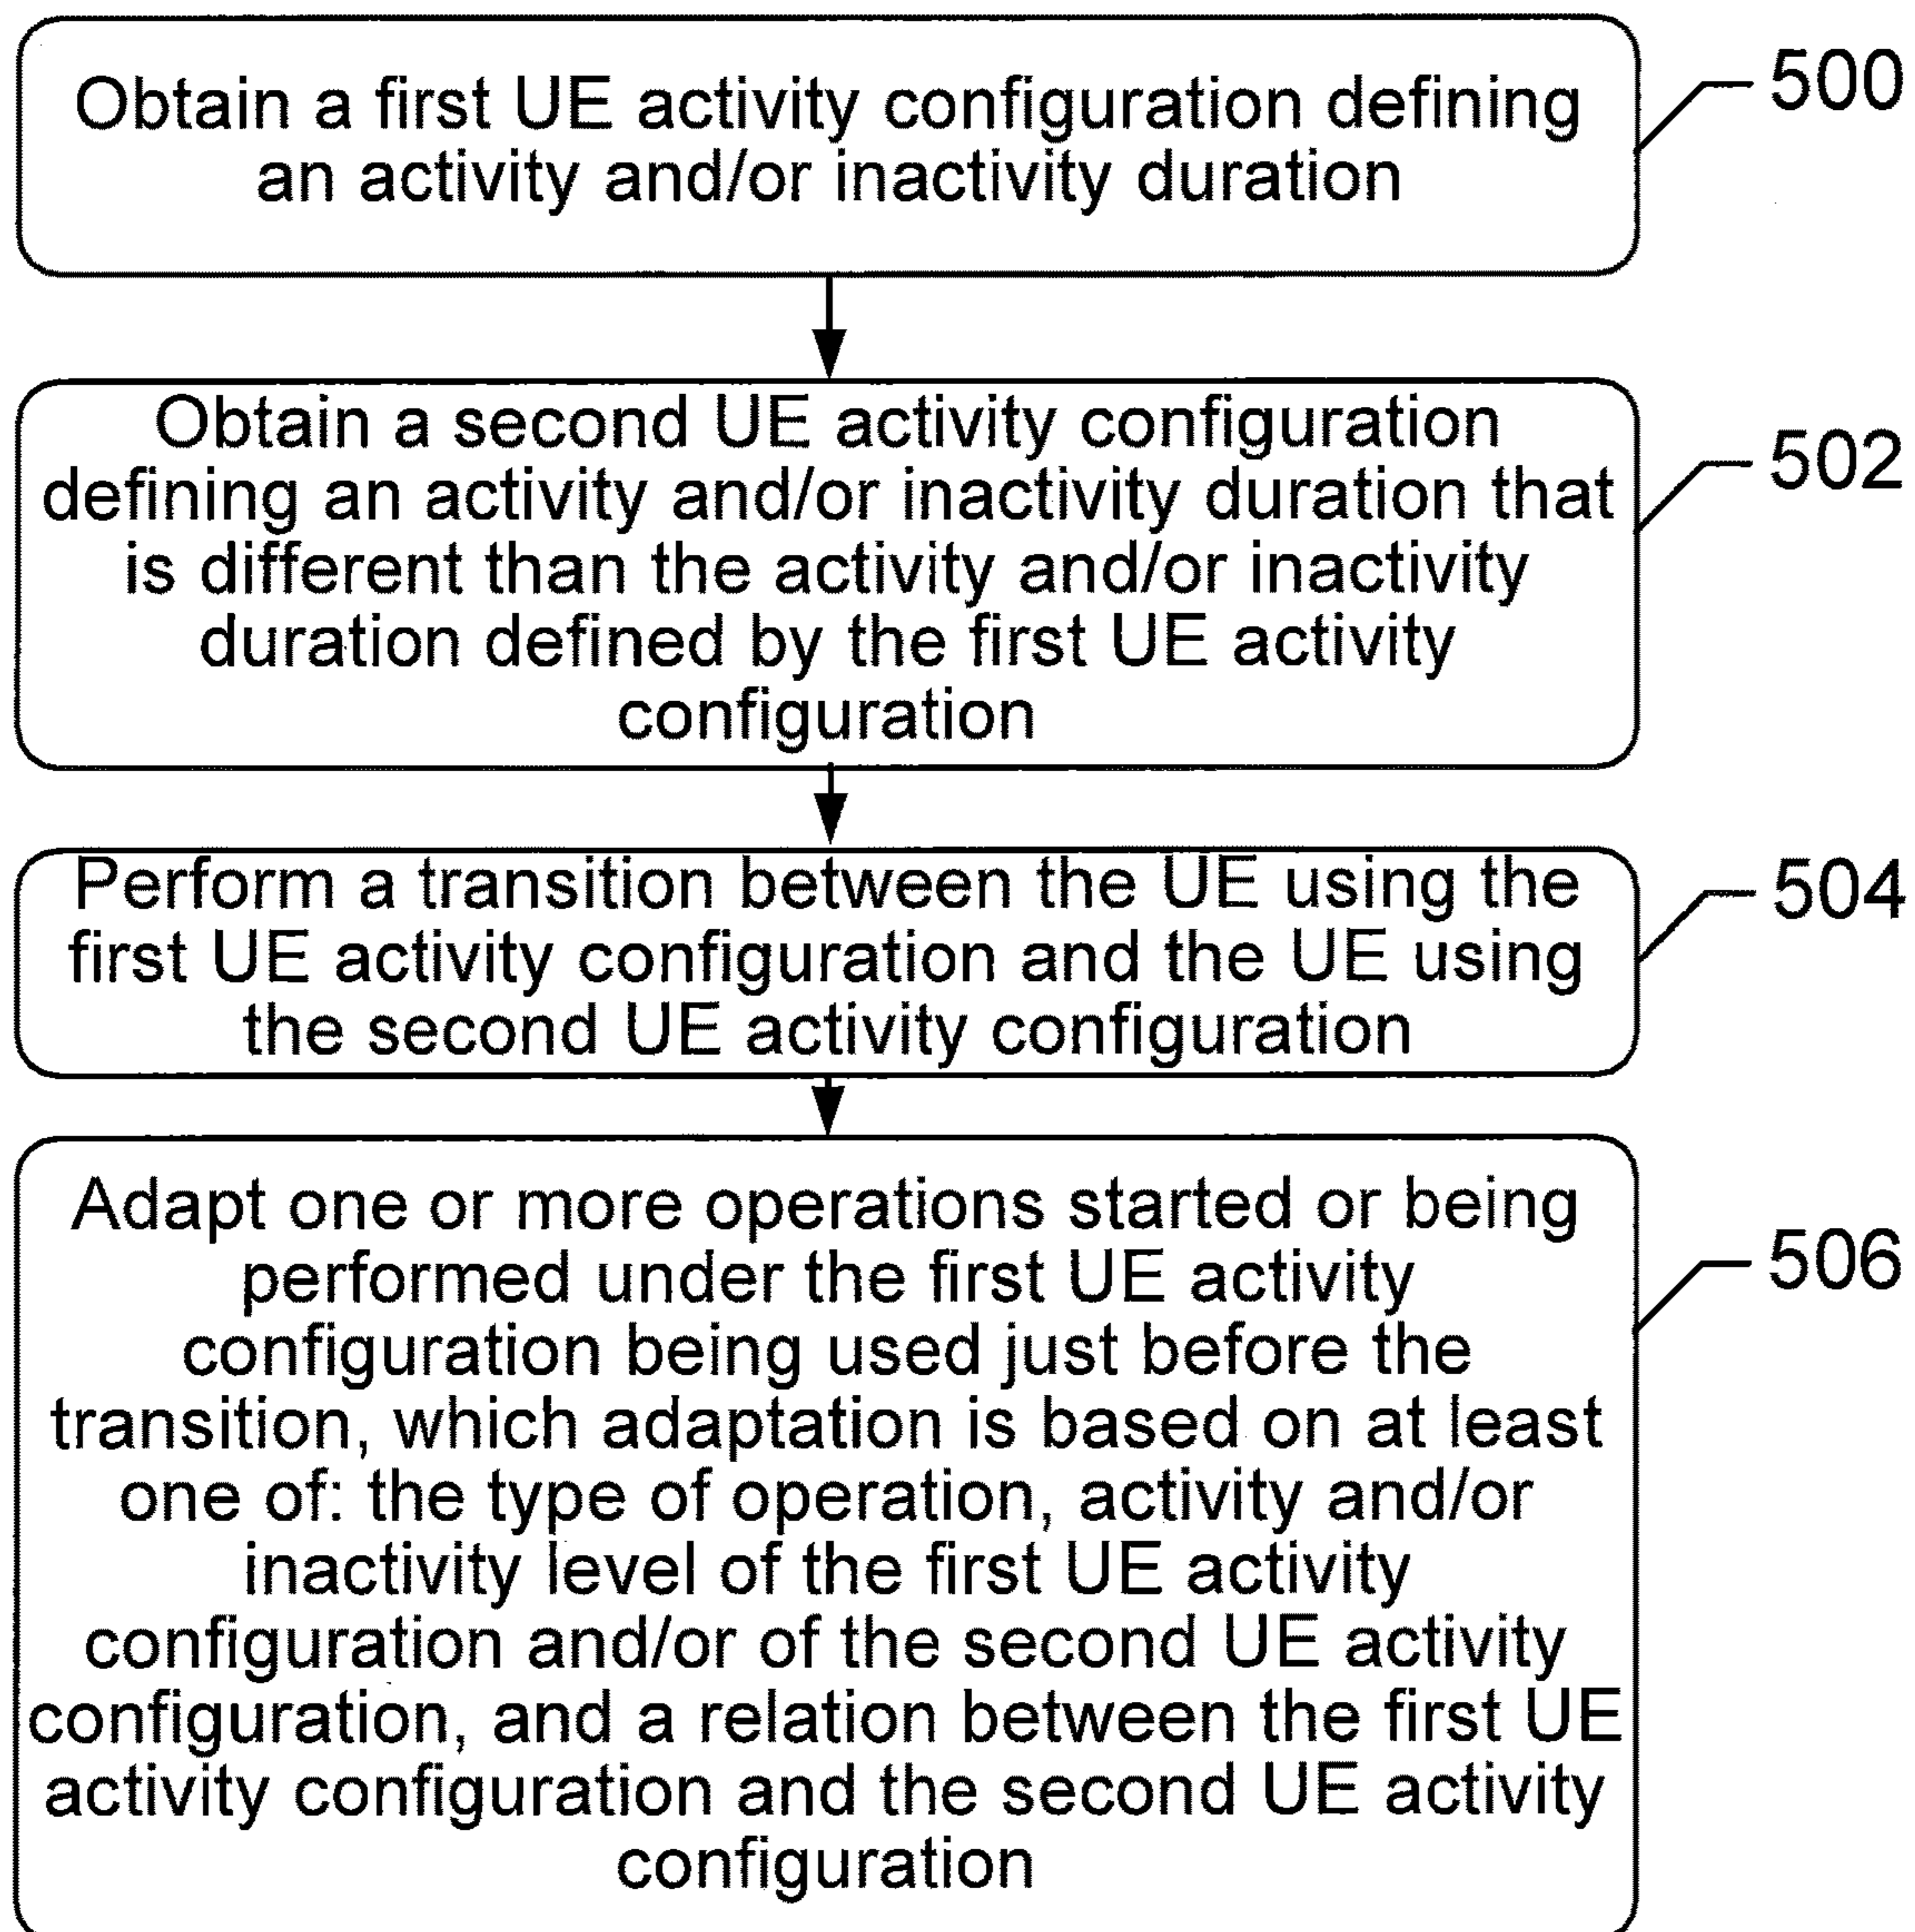 Obtain a first UE activity configuration defining
an activity and/or inactivity duration
500
Obtain a second UE activity configuration
defining an activity and/or inactivity duration that
is different than the activity and/or inactivity
duration defined by the first UE activity
configuration
502
Perform a transition between the UE using the
first UE activity configuration and the UE using
the second UE activity configuration
504
Adapt one or more operations started or being
performed under the first UE activity
configuration being used just before the
transition, which adaptation is based on at least
one of: the type of operation, activity and/or
inactivity level of the first UE activity
configuration and/or of the second UE activity
configuration, and a relation between the first UE
activity configuration and the second UE activity
configuration
506